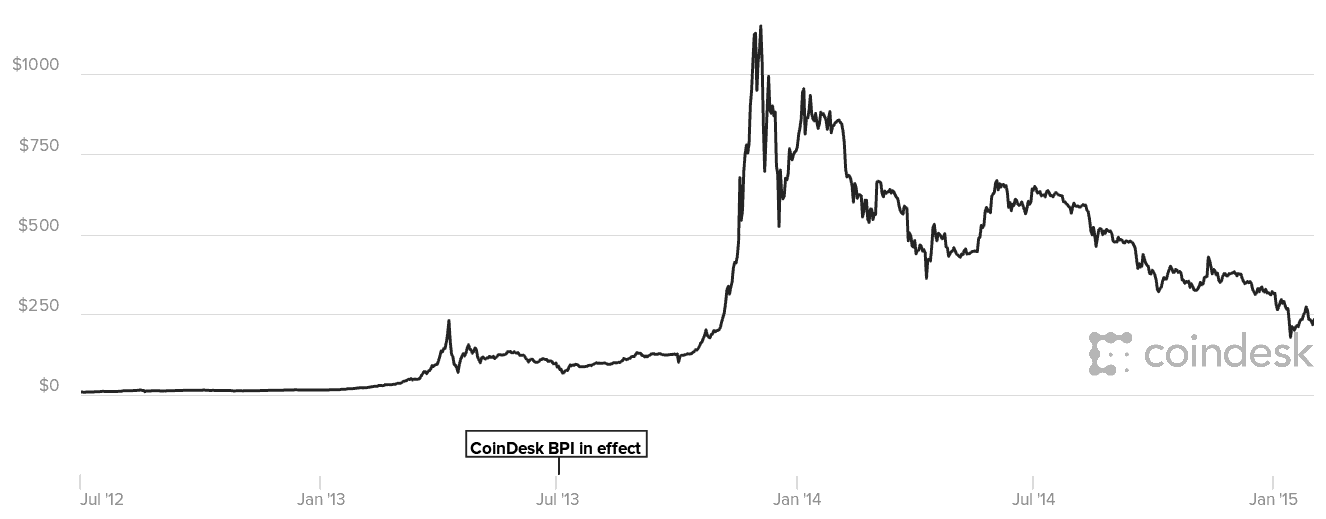 $1000
$750
$500
$250
$0
coindesk
CoinDesk BPI in effect
Jul '12
Jan '13
Jul '13
Jan '14
Jul '14
Jan '15